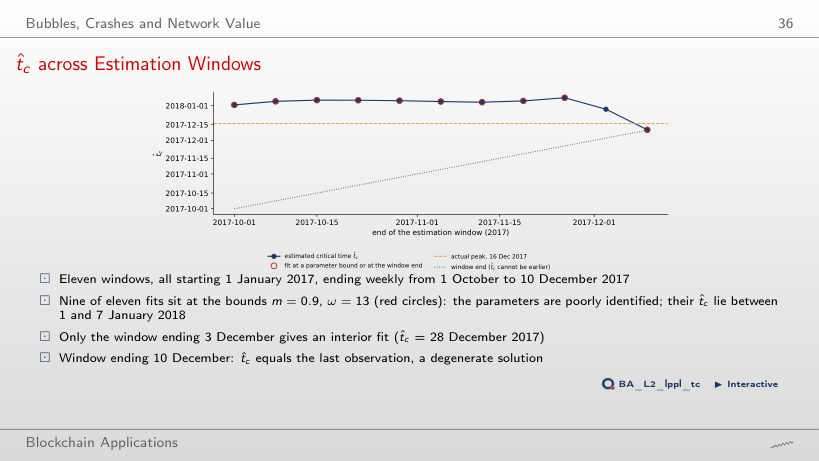 Bubbles, Crashes and Network Value 36
t̂c across Estimation Windows
2018-01-01
2017-12-15
2017-12-01
2017-11-15
2017-11-01
2017-10-15
2017-10-01
t̂c
2017-10-01 2017-10-15 2017-11-01 2017-11-15 2017-12-01
end of the estimation window (2017)
estimated critical time t̂c
fit at a parameter bound or at the window end
actual peak, 16 Dec 2017
window end (t̂c cannot be earlier)
Eleven windows, all starting 1 January 2017, ending weekly from 1 October to 10 December 2017
Nine of eleven fits sit at the bounds m = 0.9, ω = 13 (red circles): the parameters are poorly identified; their t̂c lie between
1 and 7 January 2018
Only the window ending 3 December gives an interior fit (t̂c = 28 December 2017)
Window ending 10 December: t̂c equals the last observation, a degenerate solution
BA_L2_lppl_tc ▶ Interactive
Blockchain Applications